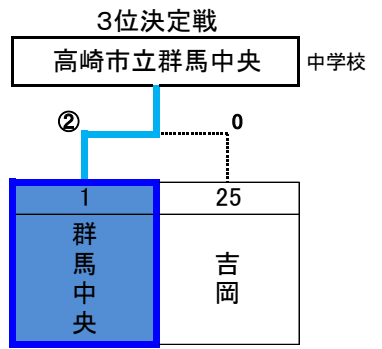 3位決定戦
高崎市立群馬中央 中学校
② 0
1 25
群馬中央 吉岡